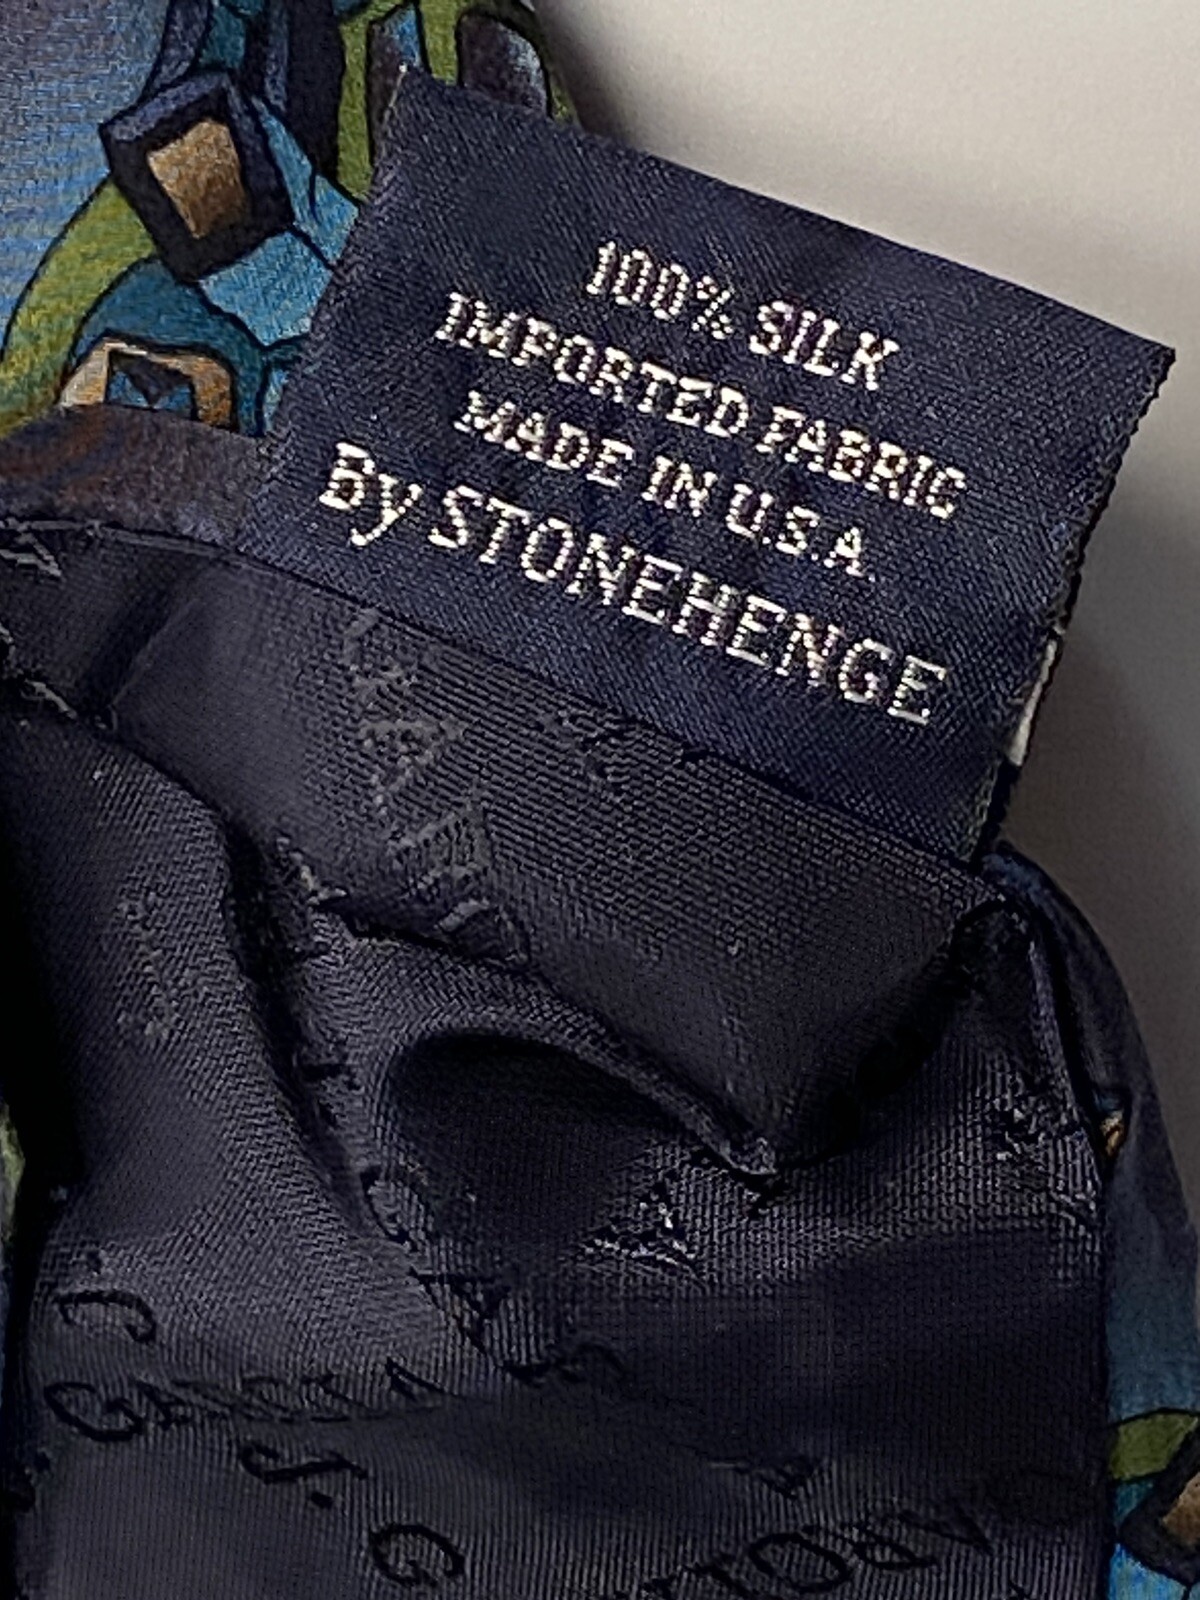 100% SILK
IMPORTED FABRIC
MADE IN U.S.A.
By STONEHENGE